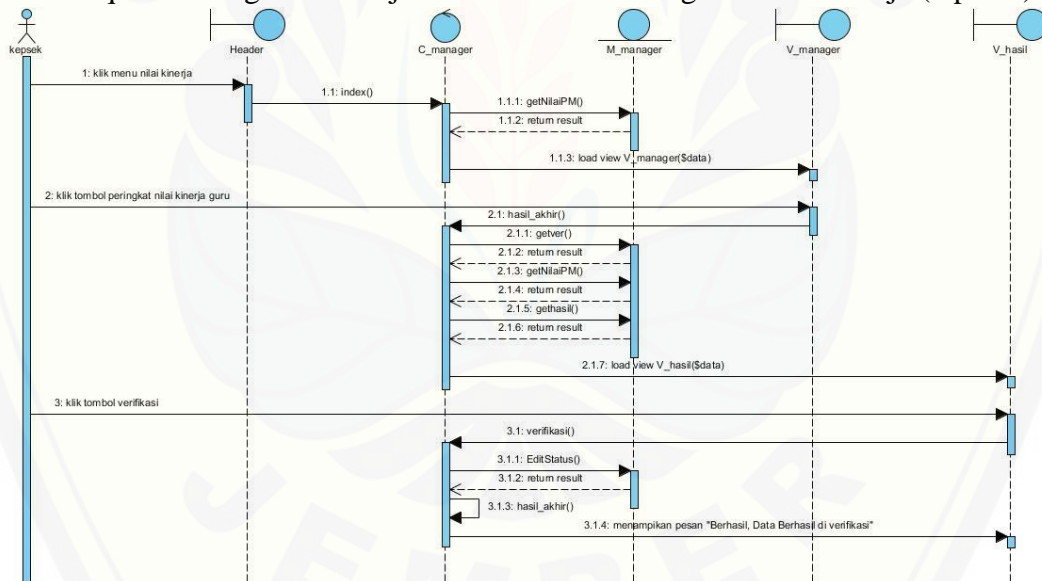 kepsek
Header
C_manager
M_manager
V_manager
V_hasil
1: klik menu nilai kinerja
1.1: index()
1.1.1: getNilaiPM()
1.1.2: return result
1.1.3: load view V_manager($data)
2: klik tombol peringkat nilai kinerja guru
2.1: hasil_akhir()
2.1.1: getver()
2.1.2: return result
2.1.3: getNilaiPM()
2.1.4: return result
2.1.5: gethasil()
2.1.6: return result
2.1.7: load view V_hasil($data)
3: klik tombol verifikasi
3.1: verifikasi()
3.1.1: EditStatus()
3.1.2: return result
3.1.3: hasil_akhir()
3.1.4: menampikan pesan "Berhasil, Data Berhasil di verifikasi"
JEMBER